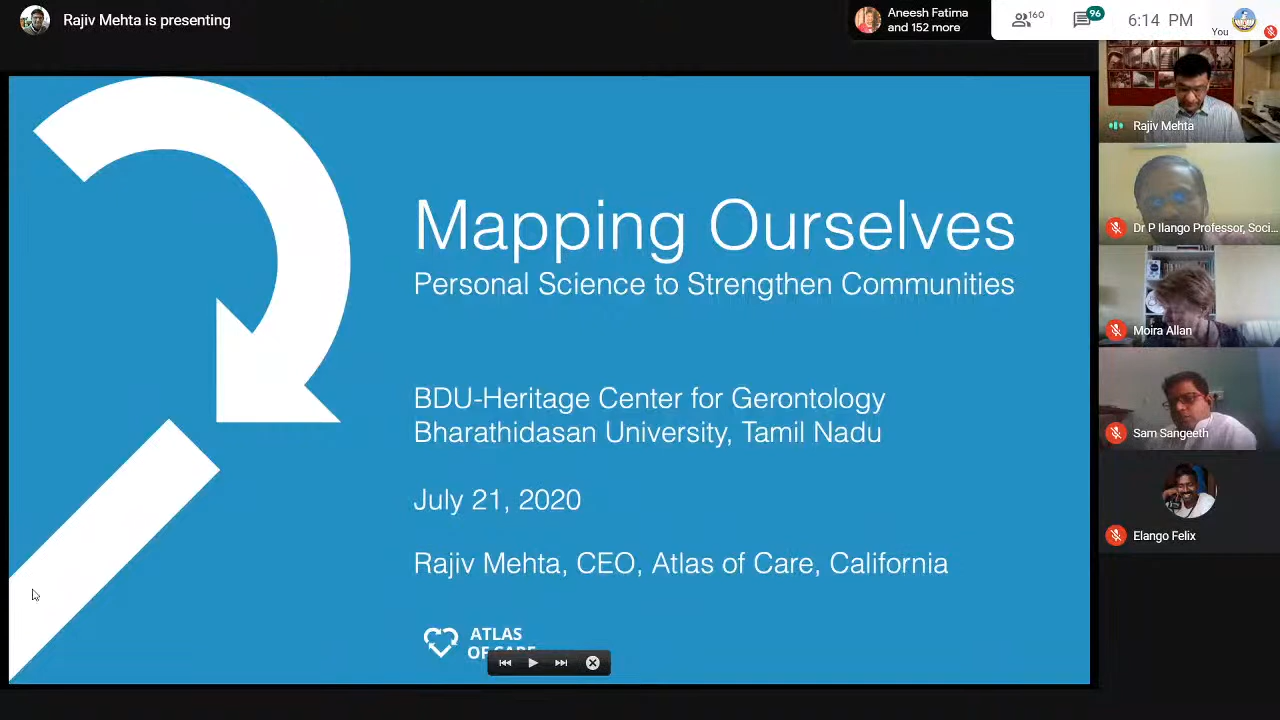 Rajiv Mehta is presenting
Aneesh Fatima
and 152 more
160
96
6:14 PM
You
Mapping Ourselves
Personal Science to Strengthen Communities
BDU-Heritage Center for Gerontology
Bharathidasan University, Tamil Nadu
July 21, 2020
Rajiv Mehta, CEO, Atlas of Care, California
ATLAS
OF CARE
Rajiv Mehta
Dr P Ilango Professor, Soci...
Moira Allan
Sam Sangeeth
Elango Felix